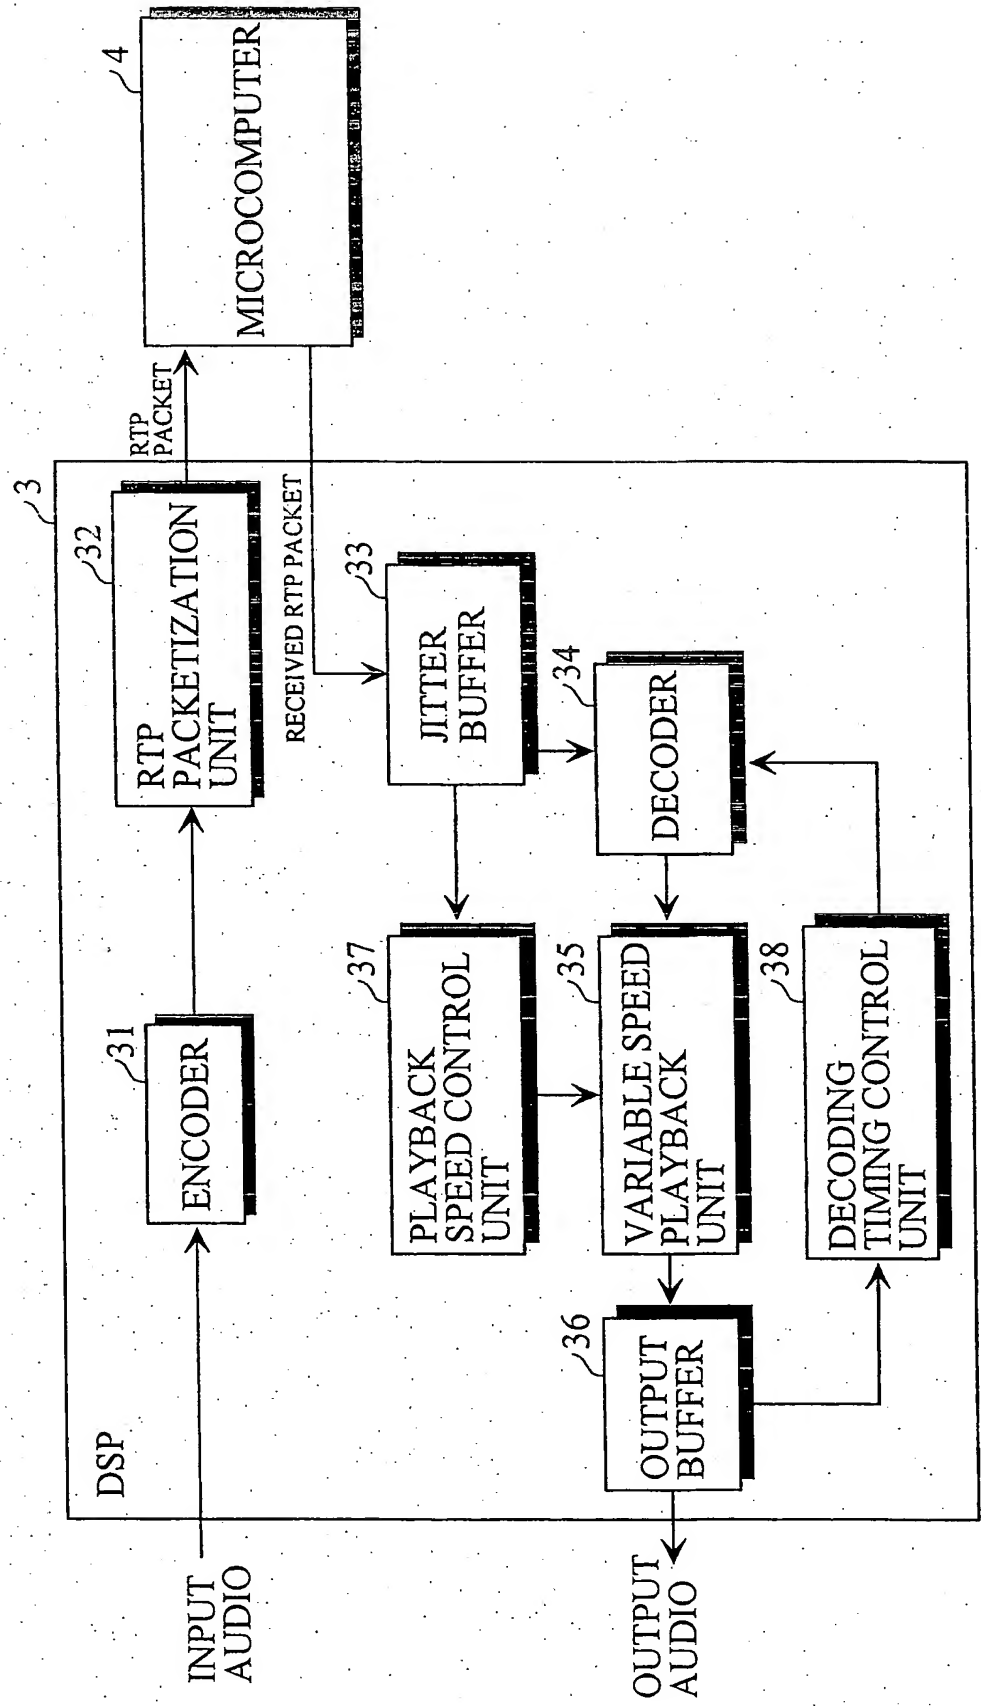 DSP
3
INPUT
AUDIO
31
ENCODER
32
RTP
PACKETIZATION
UNIT
RTP
PACKET
4
MICROCOMPUTER
RECEIVED RTP PACKET
33
JITTER
BUFFER
37
PLAYBACK
SPEED CONTROL
UNIT
34
DECODER
35
VARIABLE SPEED
PLAYBACK
UNIT
36
OUTPUT
BUFFER
OUTPUT
AUDIO
38
DECODING
TIMING CONTROL
UNIT